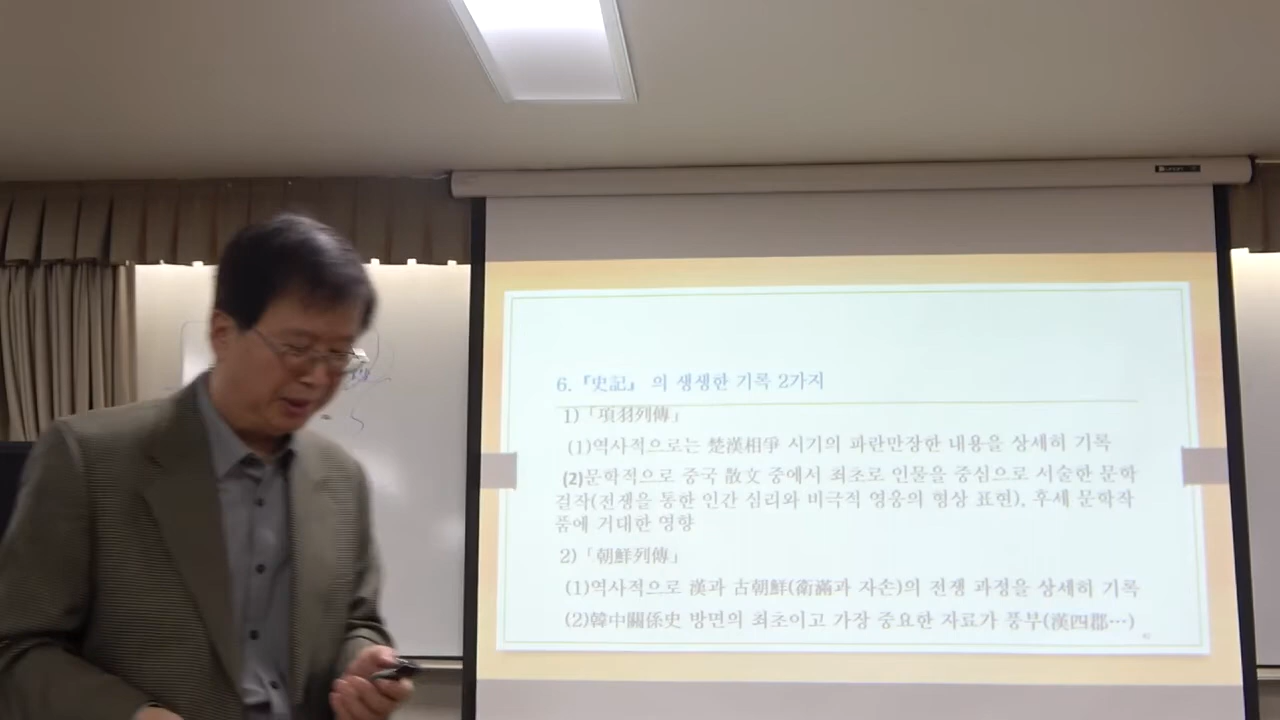 6.「史記」 의 생생한 기록 2가지
1)「項羽列傳」
(1)역사적으로는 楚漢相爭 시기의 파란만장한 내용을 상세히 기록
(2)문학적으로 중국 散文 중에서 최초로 인물을 중심으로 서술한 문학
걸작(전쟁을 통한 인간 심리와 비극적 영웅의 형상 표현), 후세 문학작
품에 거대한 영향
2)「朝鮮列傳」
(1)역사적으로 漢과 古朝鮮(衛滿과 자손)의 전쟁 과정을 상세히 기록
(2)韓中關係史 방면의 최초이고 가장 중요한 자료가 풍부(漢四郡…)